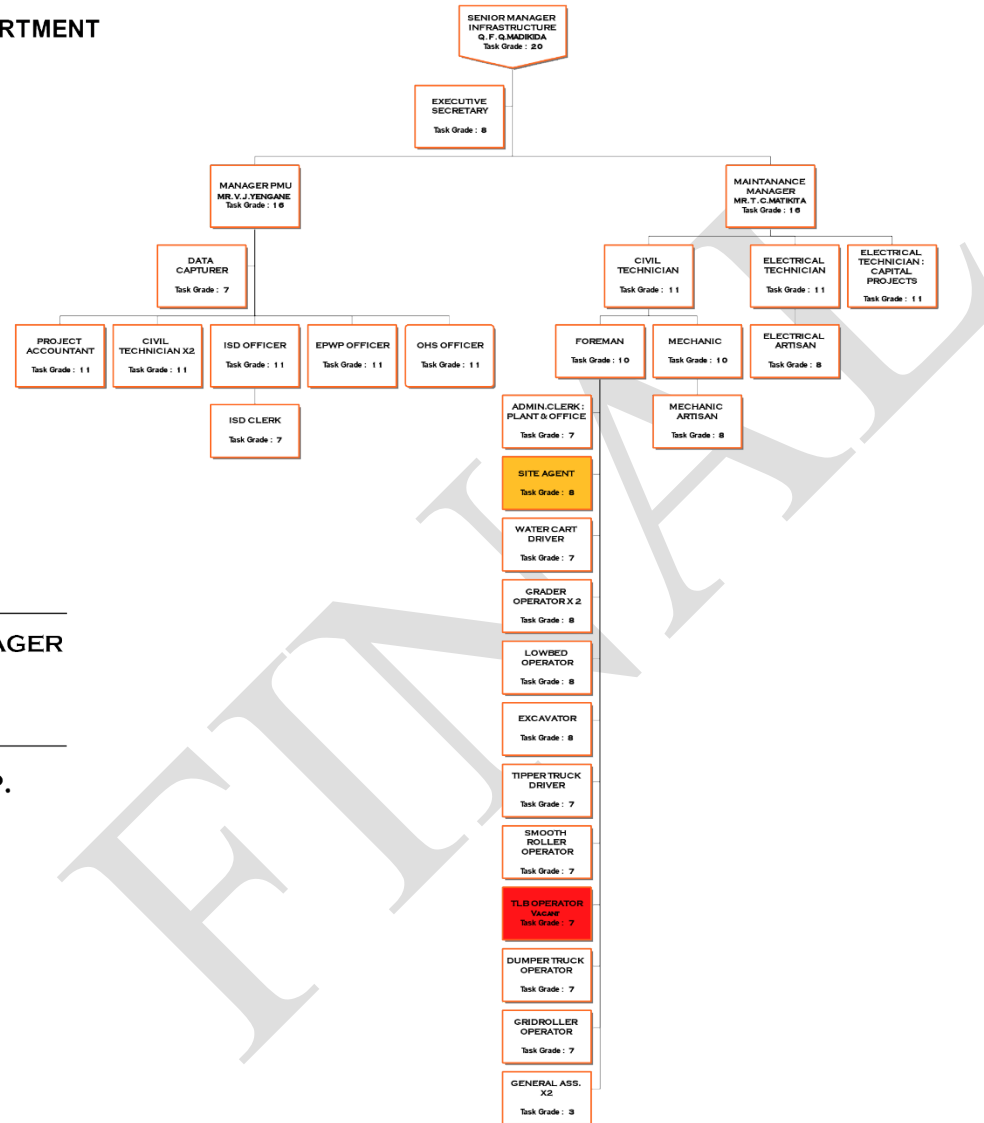 RTMENT
SENIOR MANAGER
INFRASTRUCTURE
Q.F.Q.MADIKIDA
Task Grade : 20
EXECUTIVE
SECRETARY
Task Grade : 8
MANAGER PMU
MR.V.J.YENGANE
Task Grade : 16
MAINTANANCE
MANAGER
MR.T.C.MATIKITA
Task Grade : 16
DATA
CAPTURER
Task Grade : 7
CIVIL
TECHNICIAN
Task Grade : 11
ELECTRICAL
TECHNICIAN
Task Grade : 11
ELECTRICAL
TECHNICIAN :
CAPITAL
PROJECTS
Task Grade : 11
PROJECT
ACCOUNTANT
Task Grade : 11
CIVIL
TECHNICIAN X2
Task Grade : 11
ISD OFFICER
Task Grade : 11
EPWP OFFICER
Task Grade : 11
OHS OFFICER
Task Grade : 11
FOREMAN
Task Grade : 10
MECHANIC
Task Grade : 10
ELECTRICAL
ARTISAN
Task Grade : 8
ISD CLERK
Task Grade : 7
ADMIN.CLERK :
PLANT & OFFICE
Task Grade : 7
MECHANIC
ARTISAN
Task Grade : 8
SITE AGENT
Task Grade : 8
WATER CART
DRIVER
Task Grade : 7
GRADER
OPERATOR X 2
Task Grade : 8
LOWBED
OPERATOR
Task Grade : 8
EXCAVATOR
Task Grade : 8
TIPPER TRUCK
DRIVER
Task Grade : 7
SMOOTH
ROLLER
OPERATOR
Task Grade : 7
TLB OPERATOR
VACANT
Task Grade : 7
DUMPER TRUCK
OPERATOR
Task Grade : 7
GRIDROLLER
OPERATOR
Task Grade : 7
GENERAL ASS.
X2
Task Grade : 3
AGER
P.
FINAL